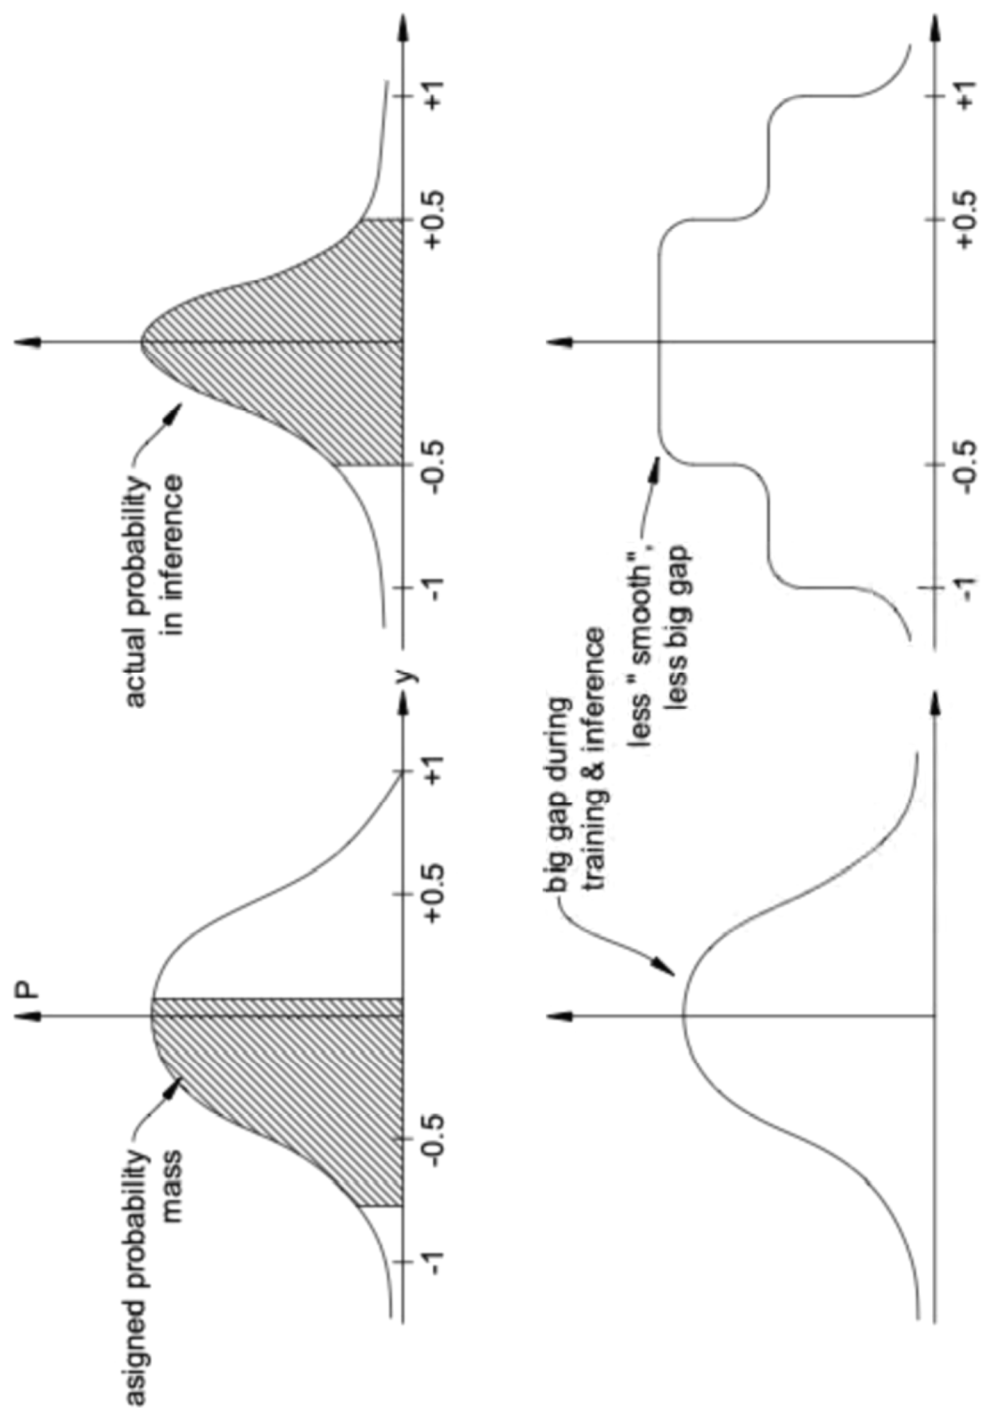 P
asigned probability
mass
-1
-0.5
+0.5
+1
y
actual probability
in inference
-1
-0.5
+0.5
+1
big gap during
training & inference
less " smooth",
less big gap
-1
-0.5
+0.5
+1